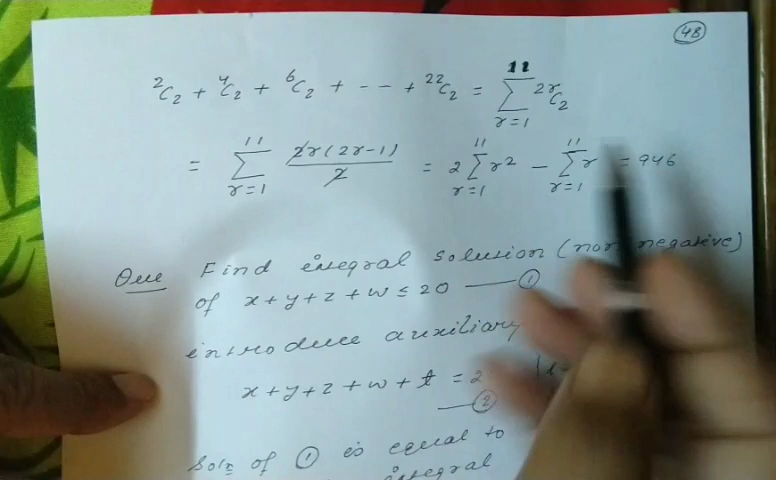 48
²C₂ + ⁴C₂ + ⁶C₂ + - - - + ²²C₂ = Σ_{r=1}^{11} ²ʳC₂
= Σ_{r=1}^{11} 2r(2r-1)/2 = 2 Σ_{r=1}^{11} r² - Σ_{r=1}^{11} r = 946
Que Find integral solution (non negative)
of x+y+z+w ≤ 20 — ①
introduce auxiliary
x+y+z+w+t = 2
— ②
Solⁿ of ① is equal to
integral